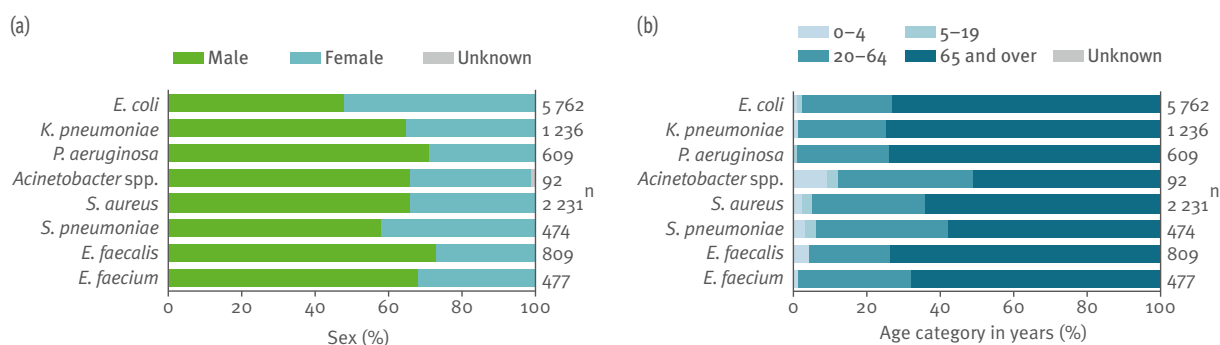 (a)
Male Female Unknown
E. coli 5 762
K. pneumoniae 1 236
P. aeruginosa 609
Acinetobacter spp. 92
n
S. aureus 2 231
S. pneumoniae 474
E. faecalis 809
E. faecium 477
0 20 40 60 80 100
Sex (%)
(b)
0–4 5–19
20–64 65 and over Unknown
E. coli 5 762
K. pneumoniae 1 236
P. aeruginosa 609
Acinetobacter spp. 92
n
S. aureus 2 231
S. pneumoniae 474
E. faecalis 809
E. faecium 477
0 20 40 60 80 100
Age category in years (%)